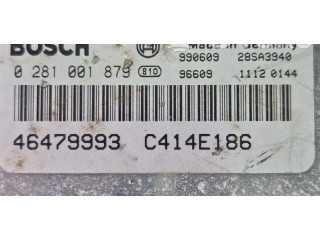 BOSCH
Made in Germany
990609 28SA3940
0 281 001 879 810 96609 1112 0144
46479993 C414E186